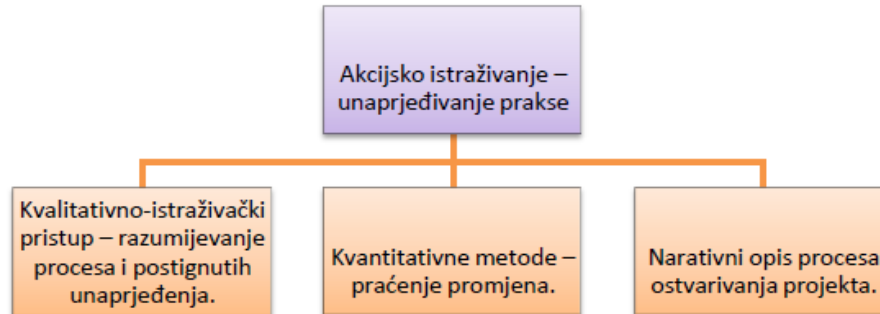 Akcijsko istraživanje –
unaprjeđivanje prakse
Kvalitativno-istraživački
pristup – razumijevanje
procesa i postignutih
unaprjeđenja.
Kvantitativne metode –
praćenje promjena.
Narativni opis procesa
ostvarivanja projekta.